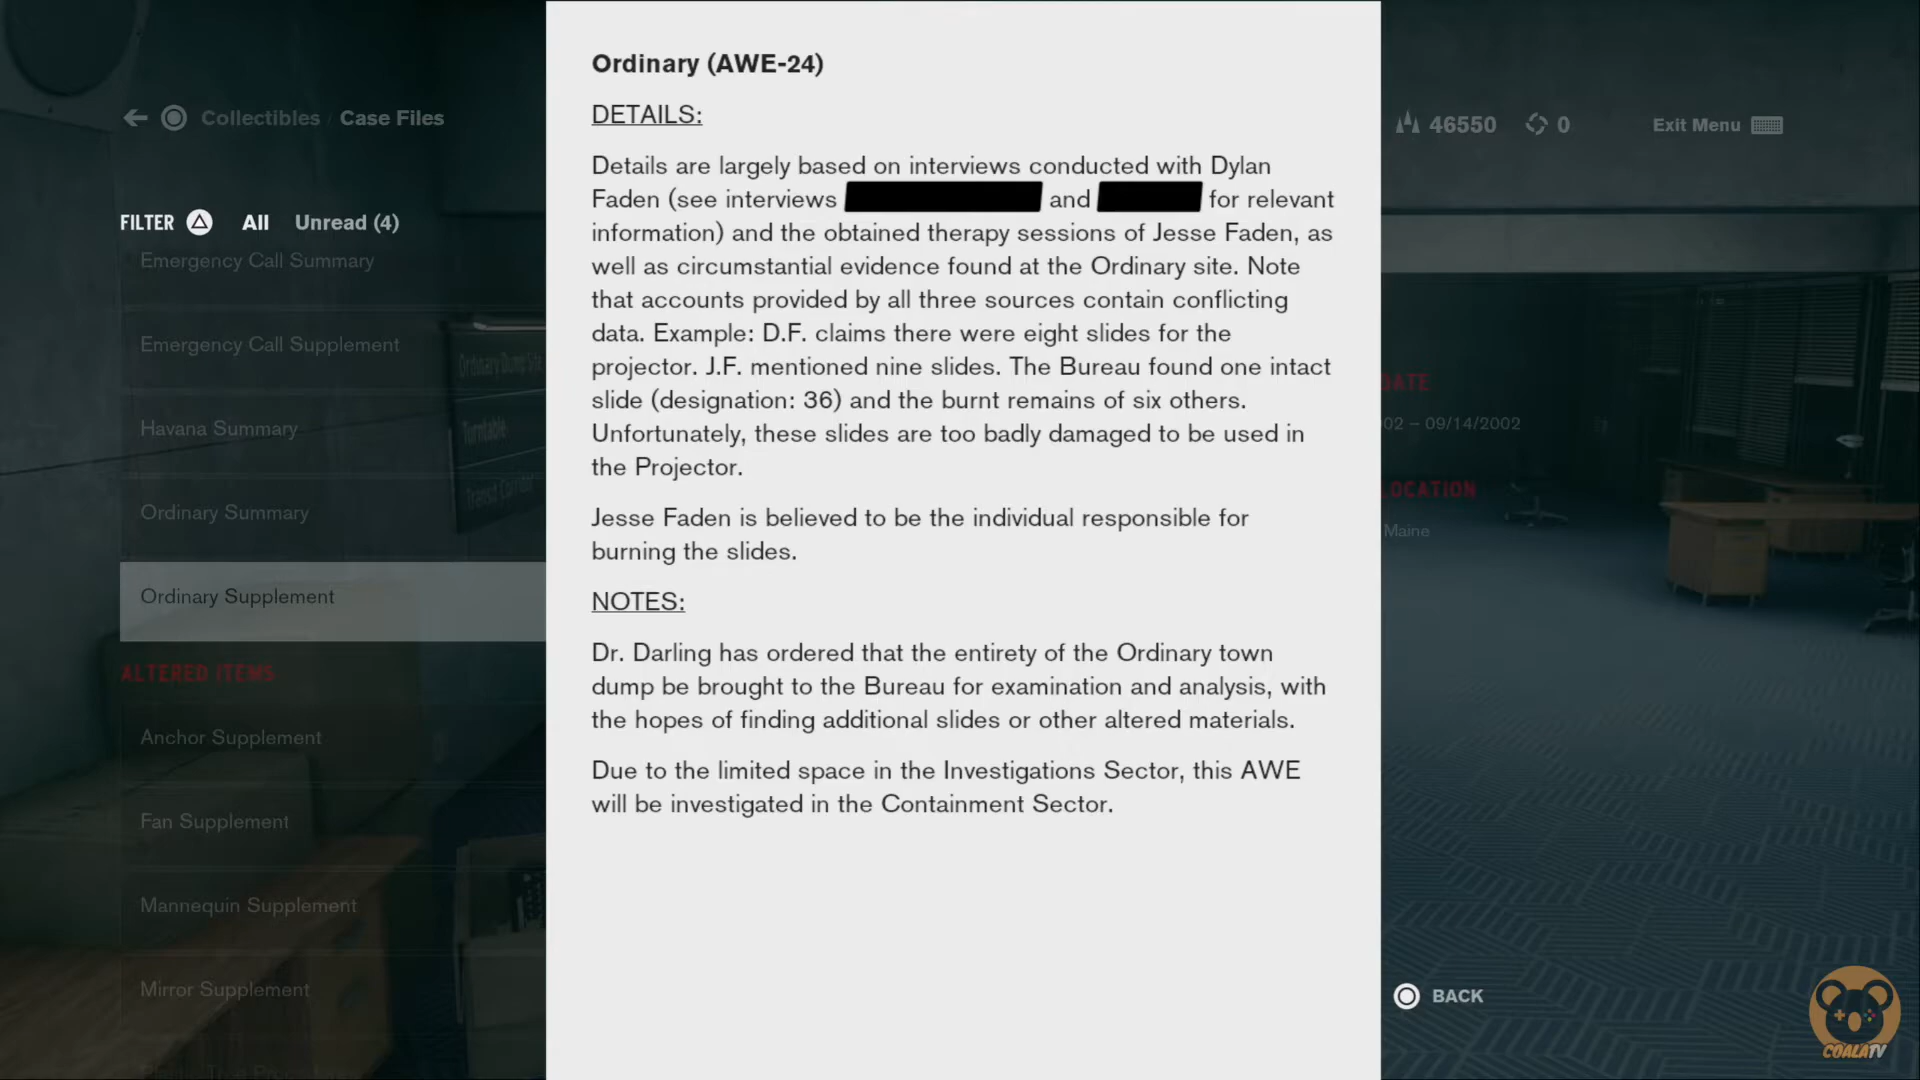 Ordinary (AWE-24)
DETAILS:
Details are largely based on interviews conducted with Dylan
Faden (see interviews and for relevant
information) and the obtained therapy sessions of Jesse Faden, as
well as circumstantial evidence found at the Ordinary site. Note
that accounts provided by all three sources contain conflicting
data. Example: D.F. claims there were eight slides for the
projector. J.F. mentioned nine slides. The Bureau found one intact
slide (designation: 36) and the burnt remains of six others.
Unfortunately, these slides are too badly damaged to be used in
the Projector.
Jesse Faden is believed to be the individual responsible for
burning the slides.
NOTES:
Dr. Darling has ordered that the entirety of the Ordinary town
dump be brought to the Bureau for examination and analysis, with
the hopes of finding additional slides or other altered materials.
Due to the limited space in the Investigations Sector, this AWE
will be investigated in the Containment Sector.
Collectibles / Case Files
FILTER All Unread (4)
Emergency Call Summary
Emergency Call Supplement
Havana Summary
Ordinary Summary
Ordinary Supplement
ALTERED ITEMS
Anchor Supplement
Fan Supplement
Mannequin Supplement
Mirror Supplement
Ordinary Dump Site
Turntable
Transit Corridor
46550 0 Exit Menu
DATE
02 – 09/14/2002
LOCATION
Maine
BACK
COALATV